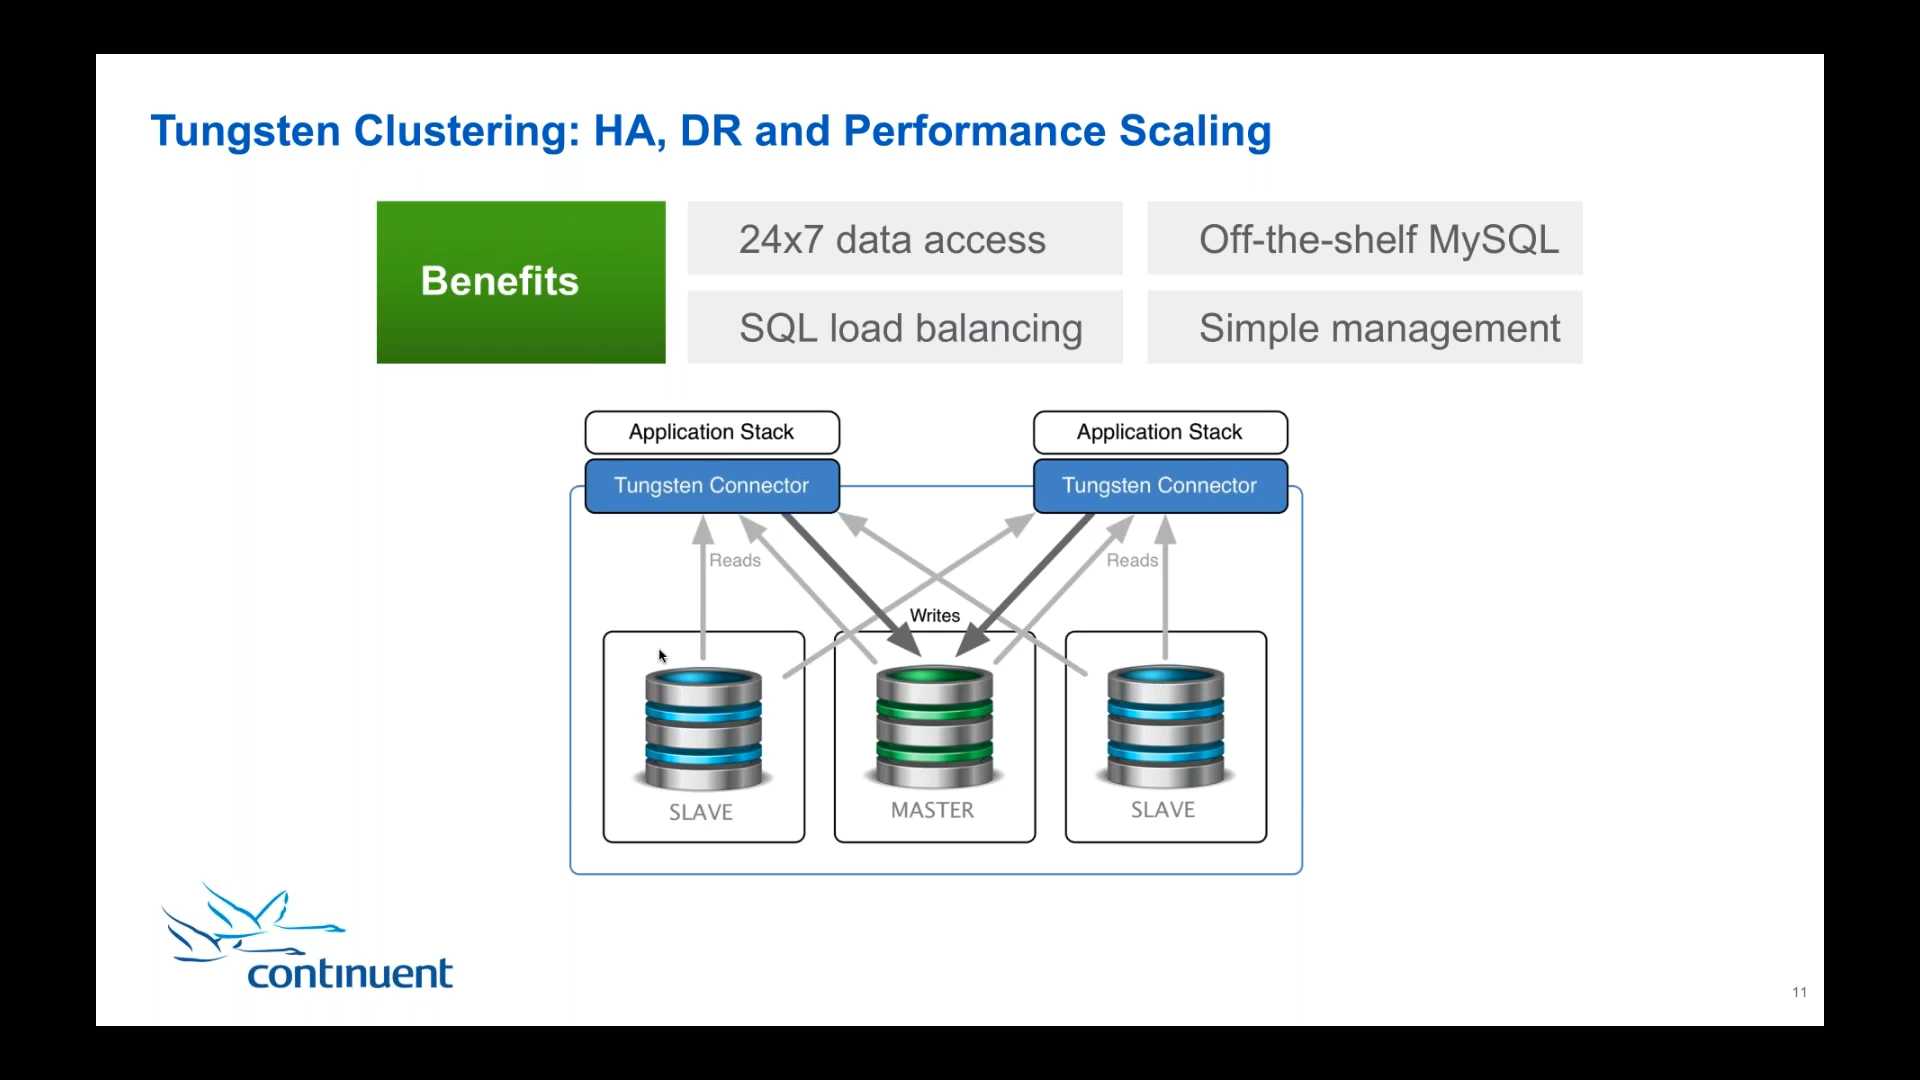 Tungsten Clustering: HA, DR and Performance Scaling
Benefits
24x7 data access
Off-the-shelf MySQL
SQL load balancing
Simple management
Application Stack
Application Stack
Tungsten Connector
Tungsten Connector
Reads
Reads
Writes
SLAVE
MASTER
SLAVE
continuent
11